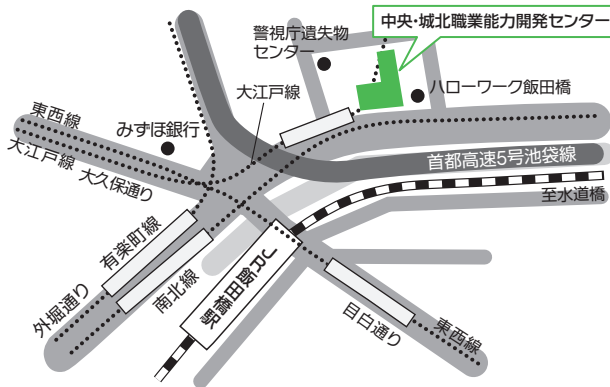 中央・城北職業能力開発センター
警視庁遺失物
センター
ハローワーク飯田橋
大江戸線
東西線
みずほ銀行
大江戸線
大久保通り
首都高速5号池袋線
至水道橋
有楽町線
外堀通り
南北線
JR飯田橋駅
目白通り
東西線